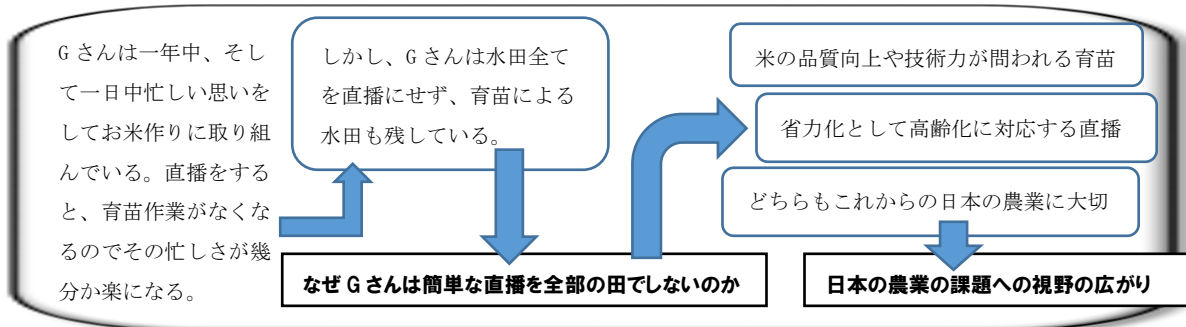 Gさんは一年中、そし
て一日中忙しい思いを
してお米作りに取り組
んでいる。直播をする
と、育苗作業がなくな
るのでその忙しさが幾
分か楽になる。
しかし、Gさんは水田全て
を直播にせず、育苗による
水田も残している。
なぜGさんは簡単な直播を全部の田でしないのか
米の品質向上や技術力が問われる育苗
省力化として高齢化に対応する直播
どちらもこれからの日本の農業に大切
日本の農業の課題への視野の広がり